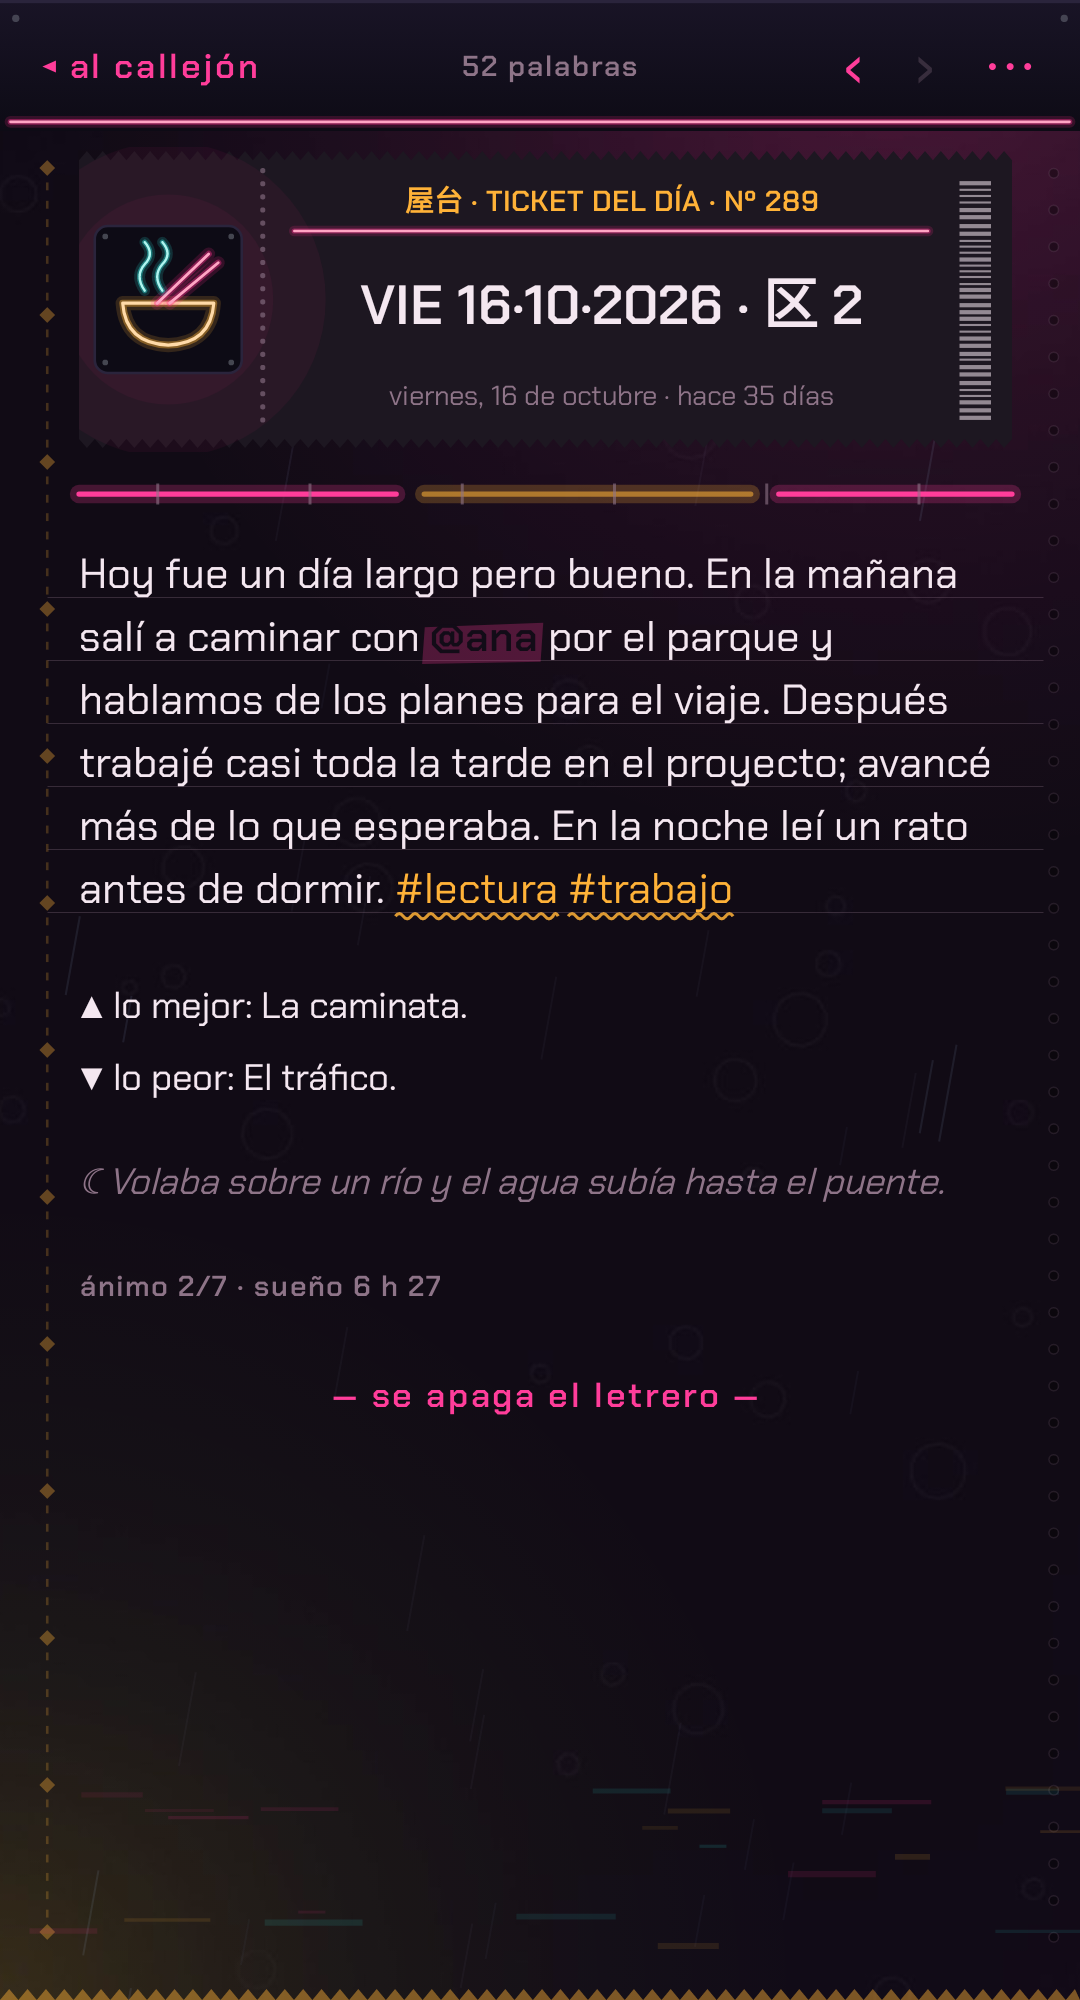 ◂ al callejón
52 palabras
‹ › ···
屋台 · TICKET DEL DÍA · Nº 289
VIE 16·10·2026 · 区 2
viernes, 16 de octubre · hace 35 días
Hoy fue un día largo pero bueno. En la mañana
salí a caminar con @ana por el parque y
hablamos de los planes para el viaje. Después
trabajé casi toda la tarde en el proyecto; avancé
más de lo que esperaba. En la noche leí un rato
antes de dormir. #lectura #trabajo
▲ lo mejor: La caminata.
▼ lo peor: El tráfico.
☾ Volaba sobre un río y el agua subía hasta el puente.
ánimo 2/7 · sueño 6 h 27
— se apaga el letrero —